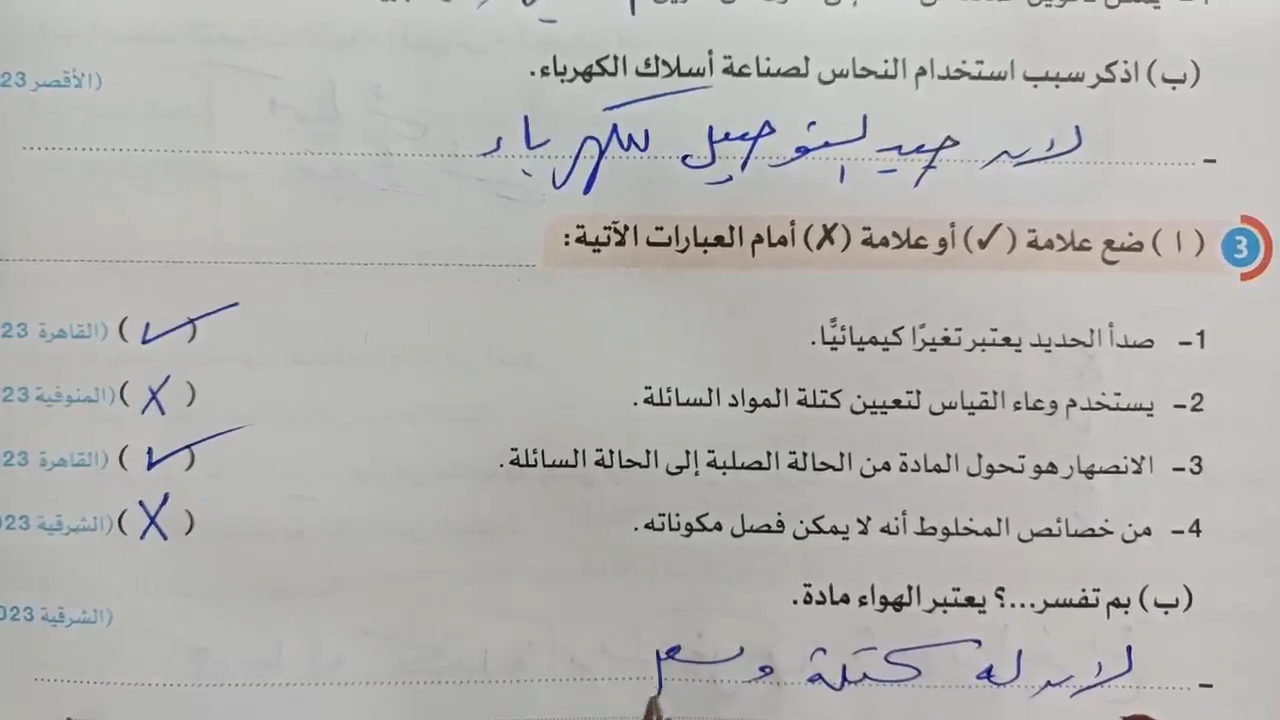 (ب) اذكر سبب استخدام النحاس لصناعة أسلاك الكهرباء. (الأقصر 23
- لانه جيد التوصيل للكهرباء
3 (ا) ضع علامة (✓) أو علامة (✗) أمام العبارات الآتية:
1- صدأ الحديد يعتبر تغيرًا كيميائيًّا. (✓) (القاهرة 23
2- يستخدم وعاء القياس لتعيين كتلة المواد السائلة. (✗) (المنوفية 23
3- الانصهار هو تحول المادة من الحالة الصلبة إلى الحالة السائلة. (✓) (القاهرة 23
4- من خصائص المخلوط أنه لا يمكن فصل مكوناته. (✗) (الشرقية 023
(ب) بم تفسر...؟ يعتبر الهواء مادة. (الشرقية 023
- لانه له كتلة